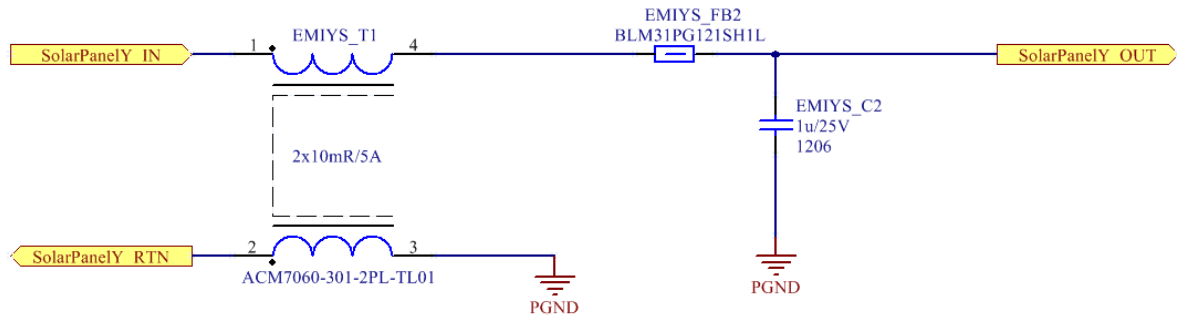 EMIYS_FB2
BLM31PG121SH1L
EMIYS_T1
1
4
SolarPanelY_IN
SolarPanelY_OUT
EMIYS_C2
1u/25V
1206
2x10mR/5A
SolarPanelY_RTN
2
3
ACM7060-301-2PL-TL01
PGND
PGND